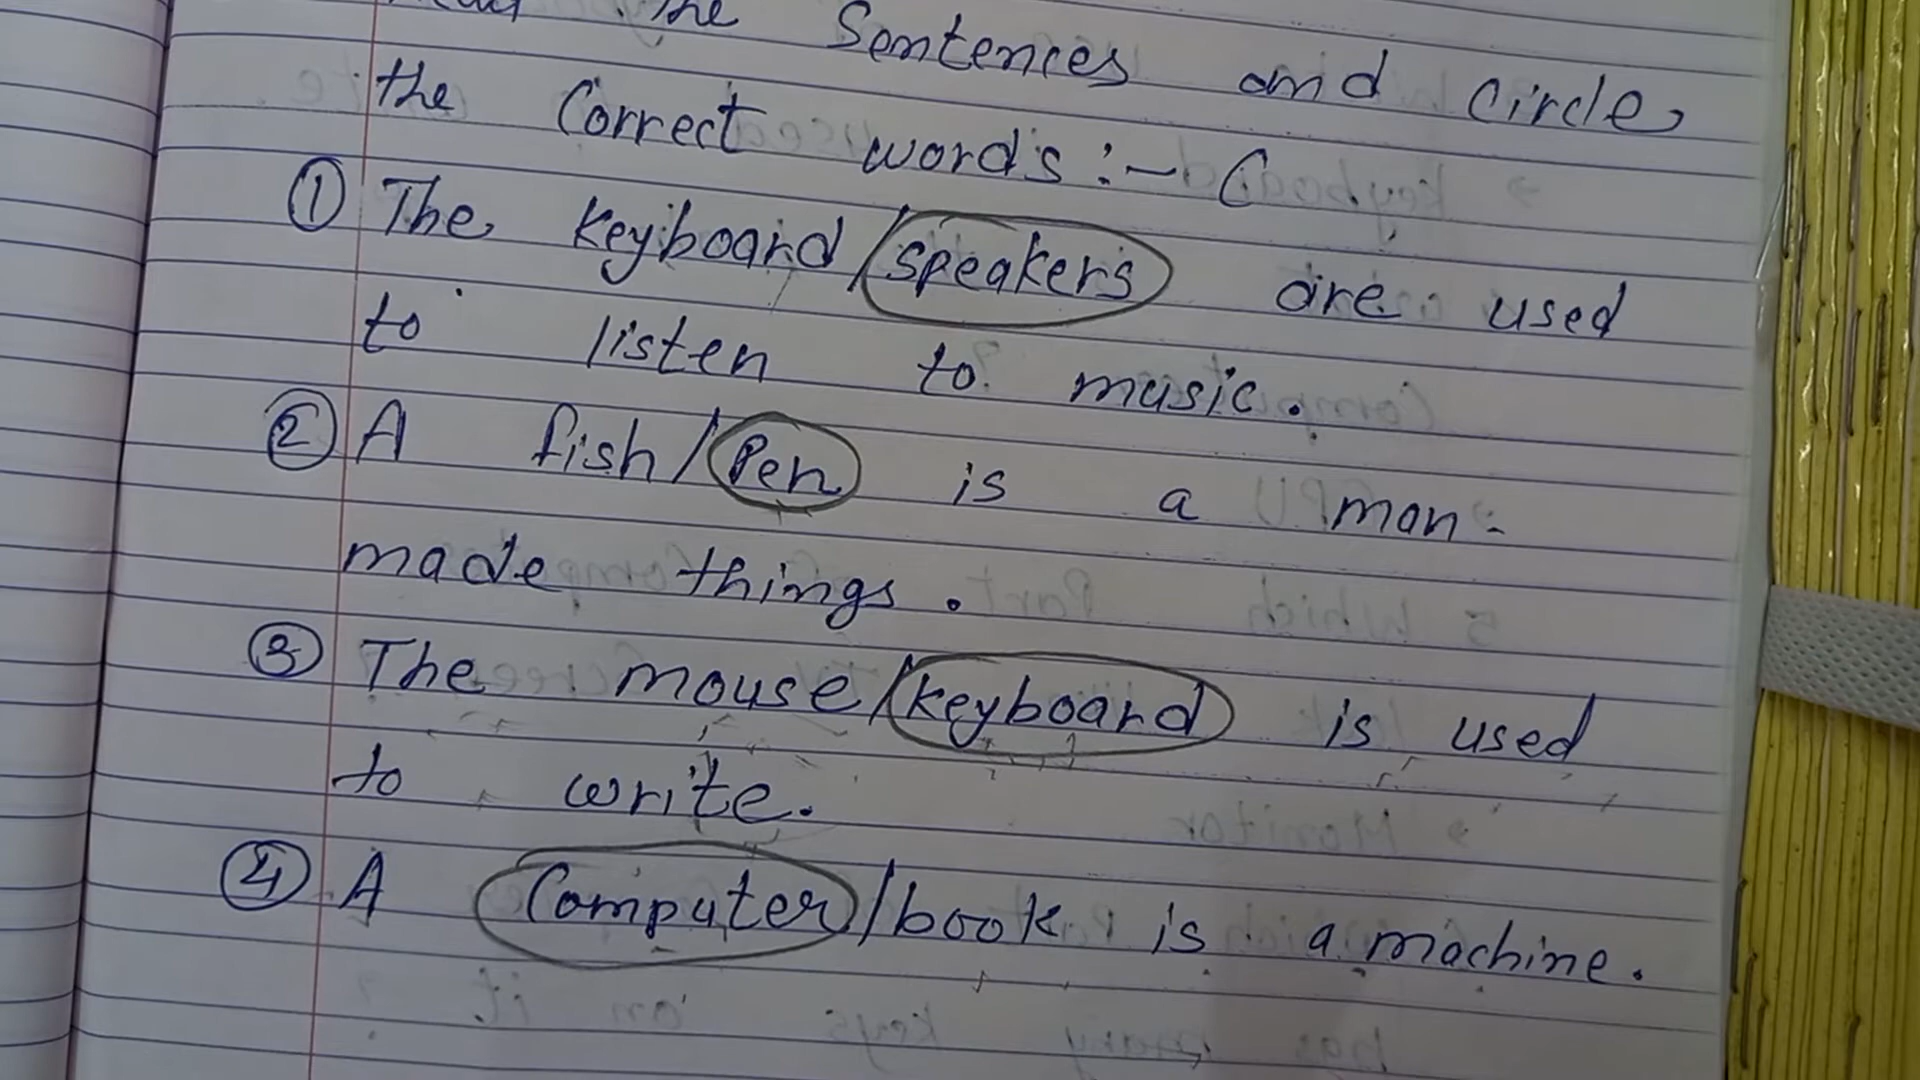 the Sentences and circle
the Correct words :- C
① The keyboard/speakers are used
to listen to music.
② A fish/Pen is a man-
made things.
③ The mouse/keyboard is used
to write.
④ A Computer/book is a machine.